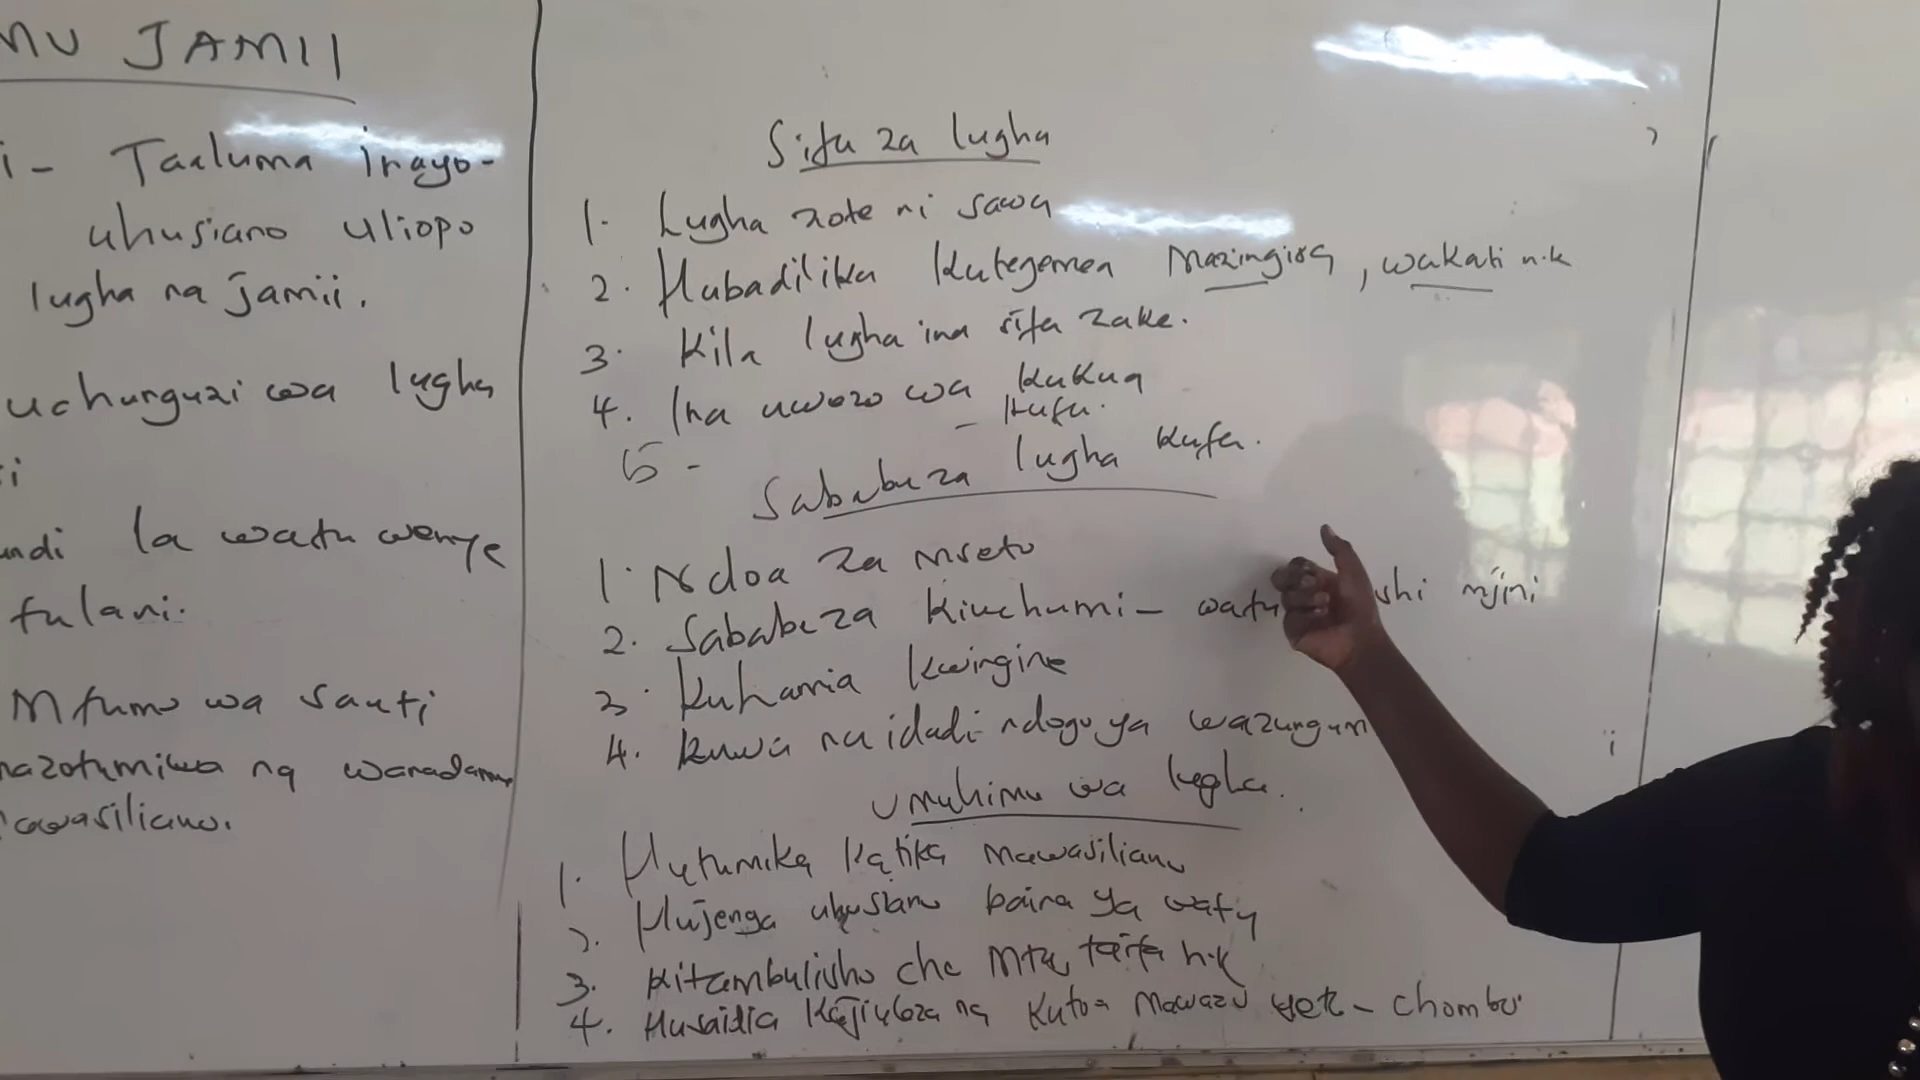 MU JAMII
i - Taaluma inayo-
uhusiano uliopo
lugha na jamii.
uchunguzi wa lugha
la watu wenye
fulani.
Mfumo wa sauti
nazotumiwa na wanadamu
awasiliano.
Sifa za lugha
1. Lugha zote ni sawa
2. Hubadilika kutegemea mazingira, wakati n.k
3. Kila lugha ina sifa zake.
4. Ina uwezo wa kukua
- kufa.
5 -
Sababu za lugha kufa.
1. Ndoa za mseto
2. Sababu za kiuchumi - watu shi mjini
3. Kuhamia kwingine
4. Kuwa na idadi ndogo ya wazungum
Umuhimu wa lugha.
1. Hutumika katika mawasiliano
2. Hujenga uhusiano baina ya watu
3. Kitambulisho cha mtu, taifa n.k
4. Husaidia kujieleza na kutoa mawazo - chombo